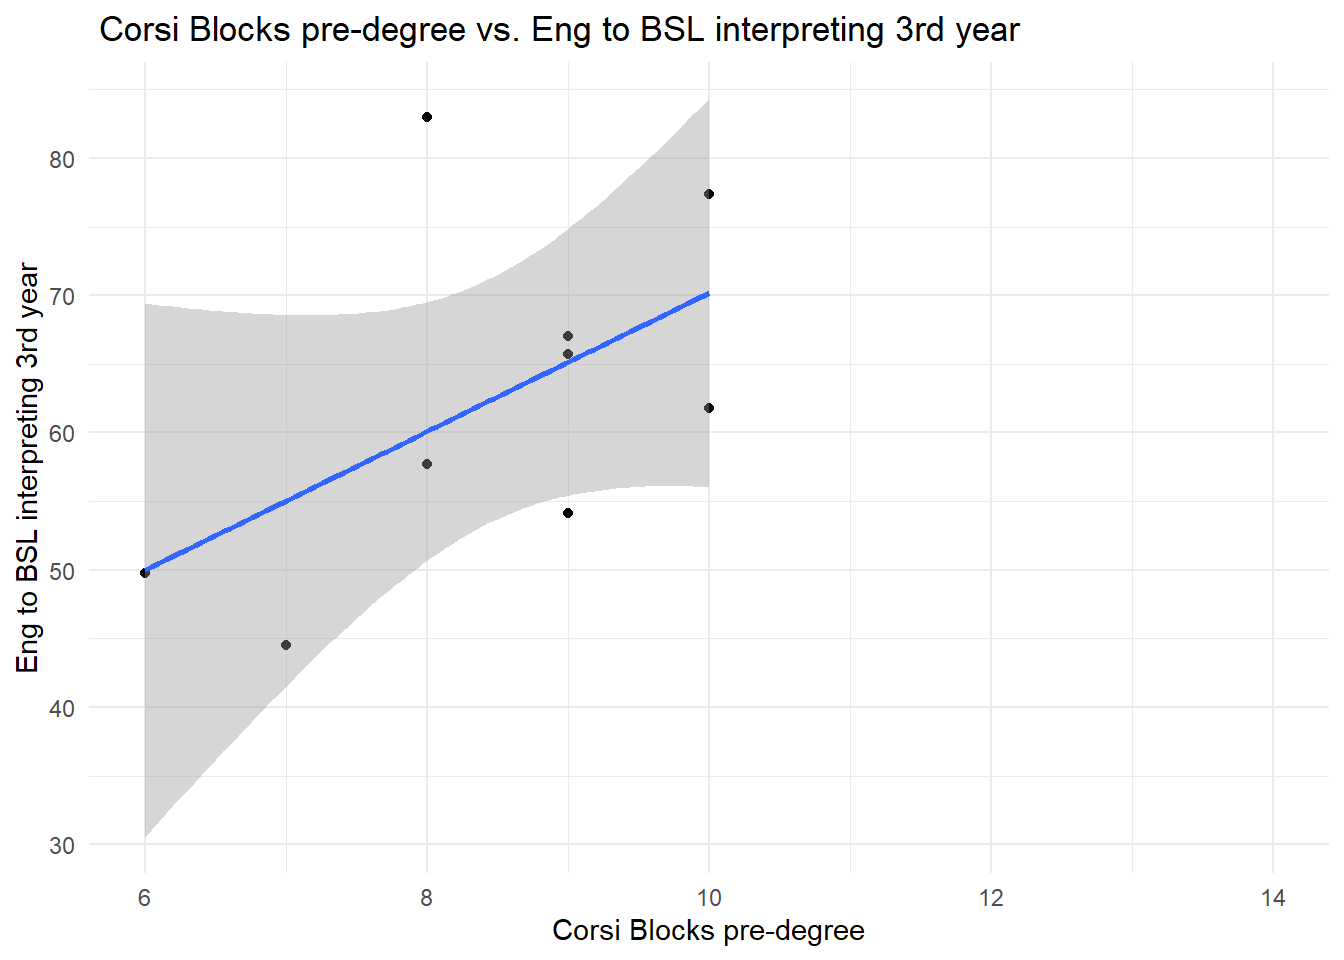 Corsi Blocks pre-degree vs. Eng to BSL interpreting 3rd year
Eng to BSL interpreting 3rd year
80
70
60
50
40
30
6 8 10 12 14
Corsi Blocks pre-degree